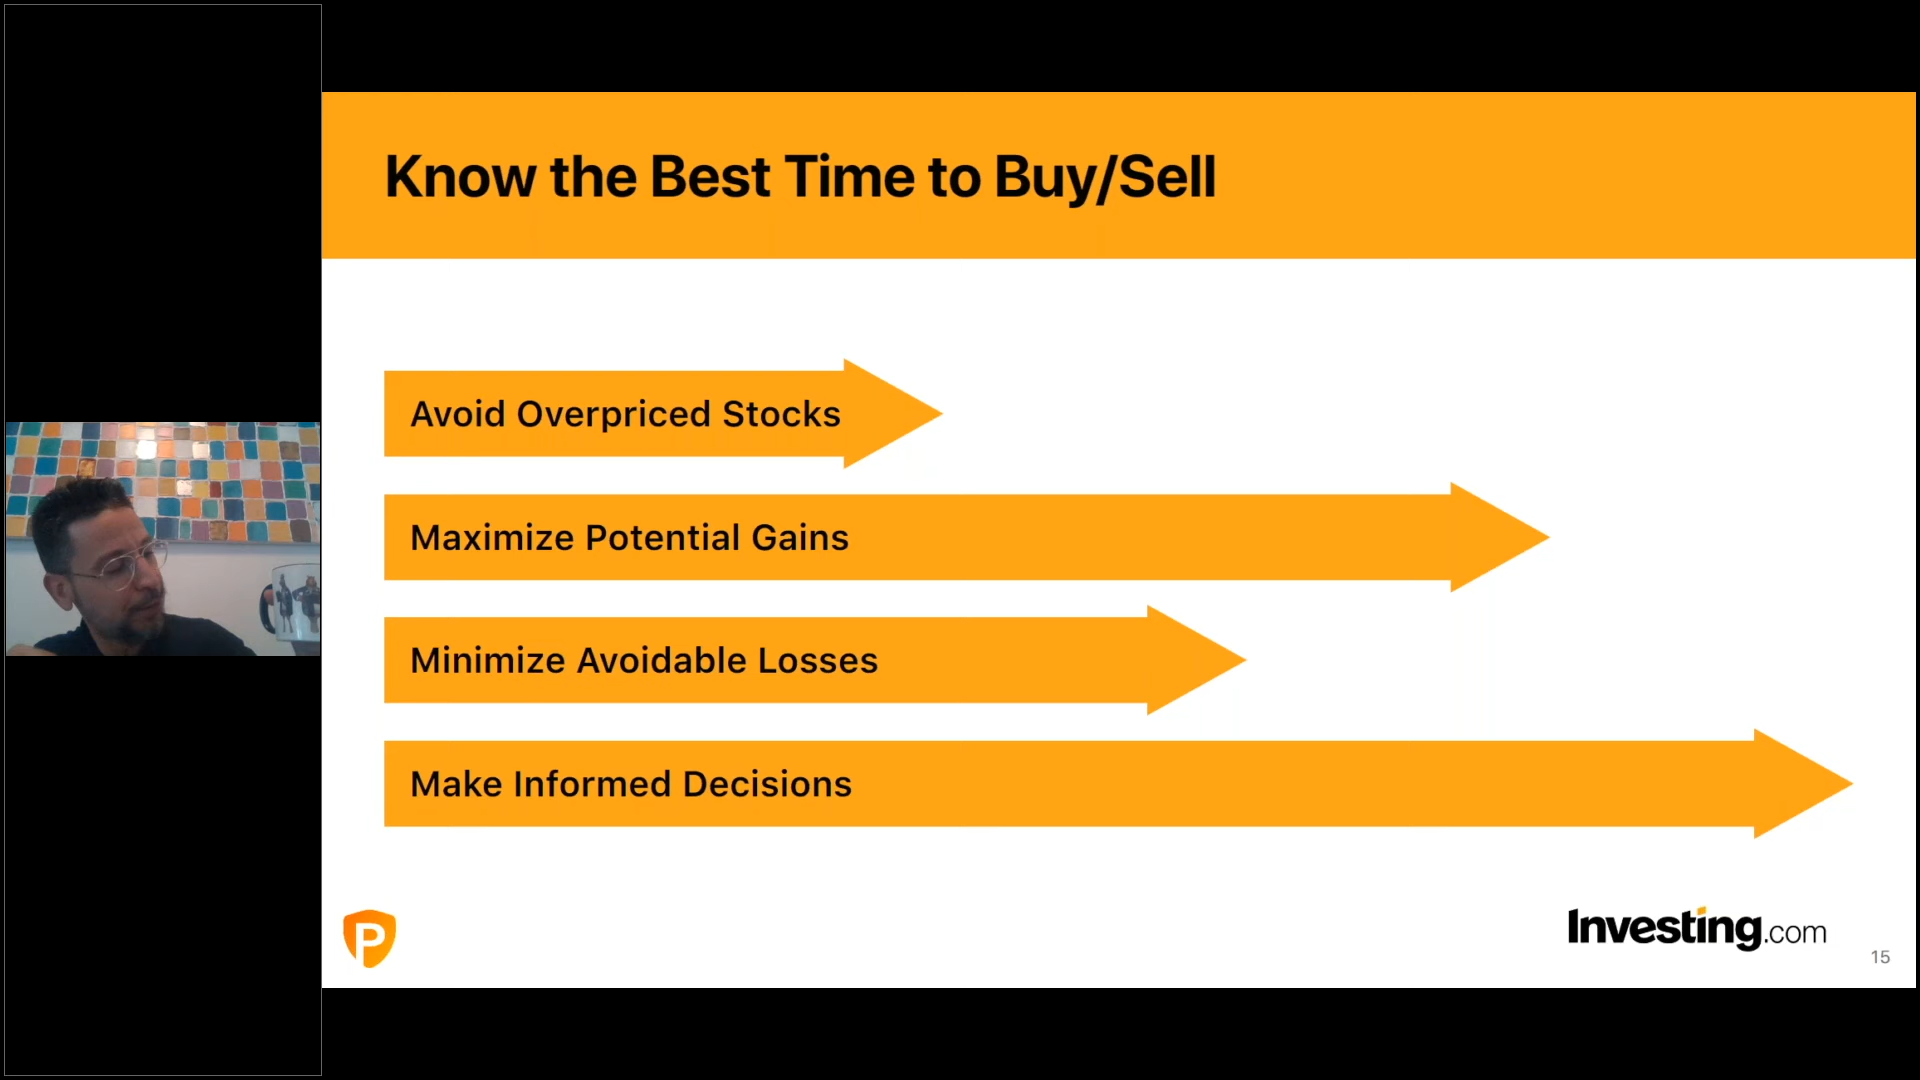 Know the Best Time to Buy/Sell
Avoid Overpriced Stocks
Maximize Potential Gains
Minimize Avoidable Losses
Make Informed Decisions
P
Investing.com
15